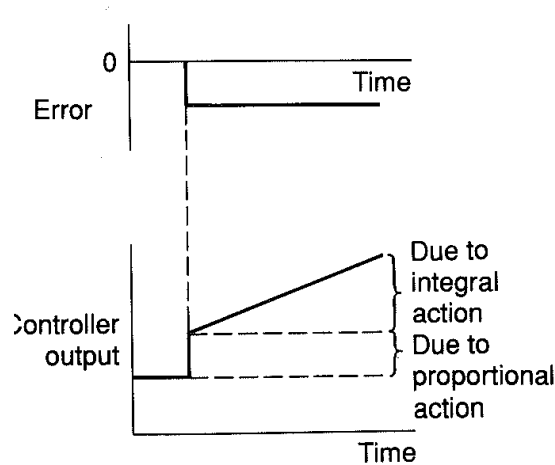 0
Time
Error
Due to
integral
action
Controller
output
Due to
proportional
action
Time